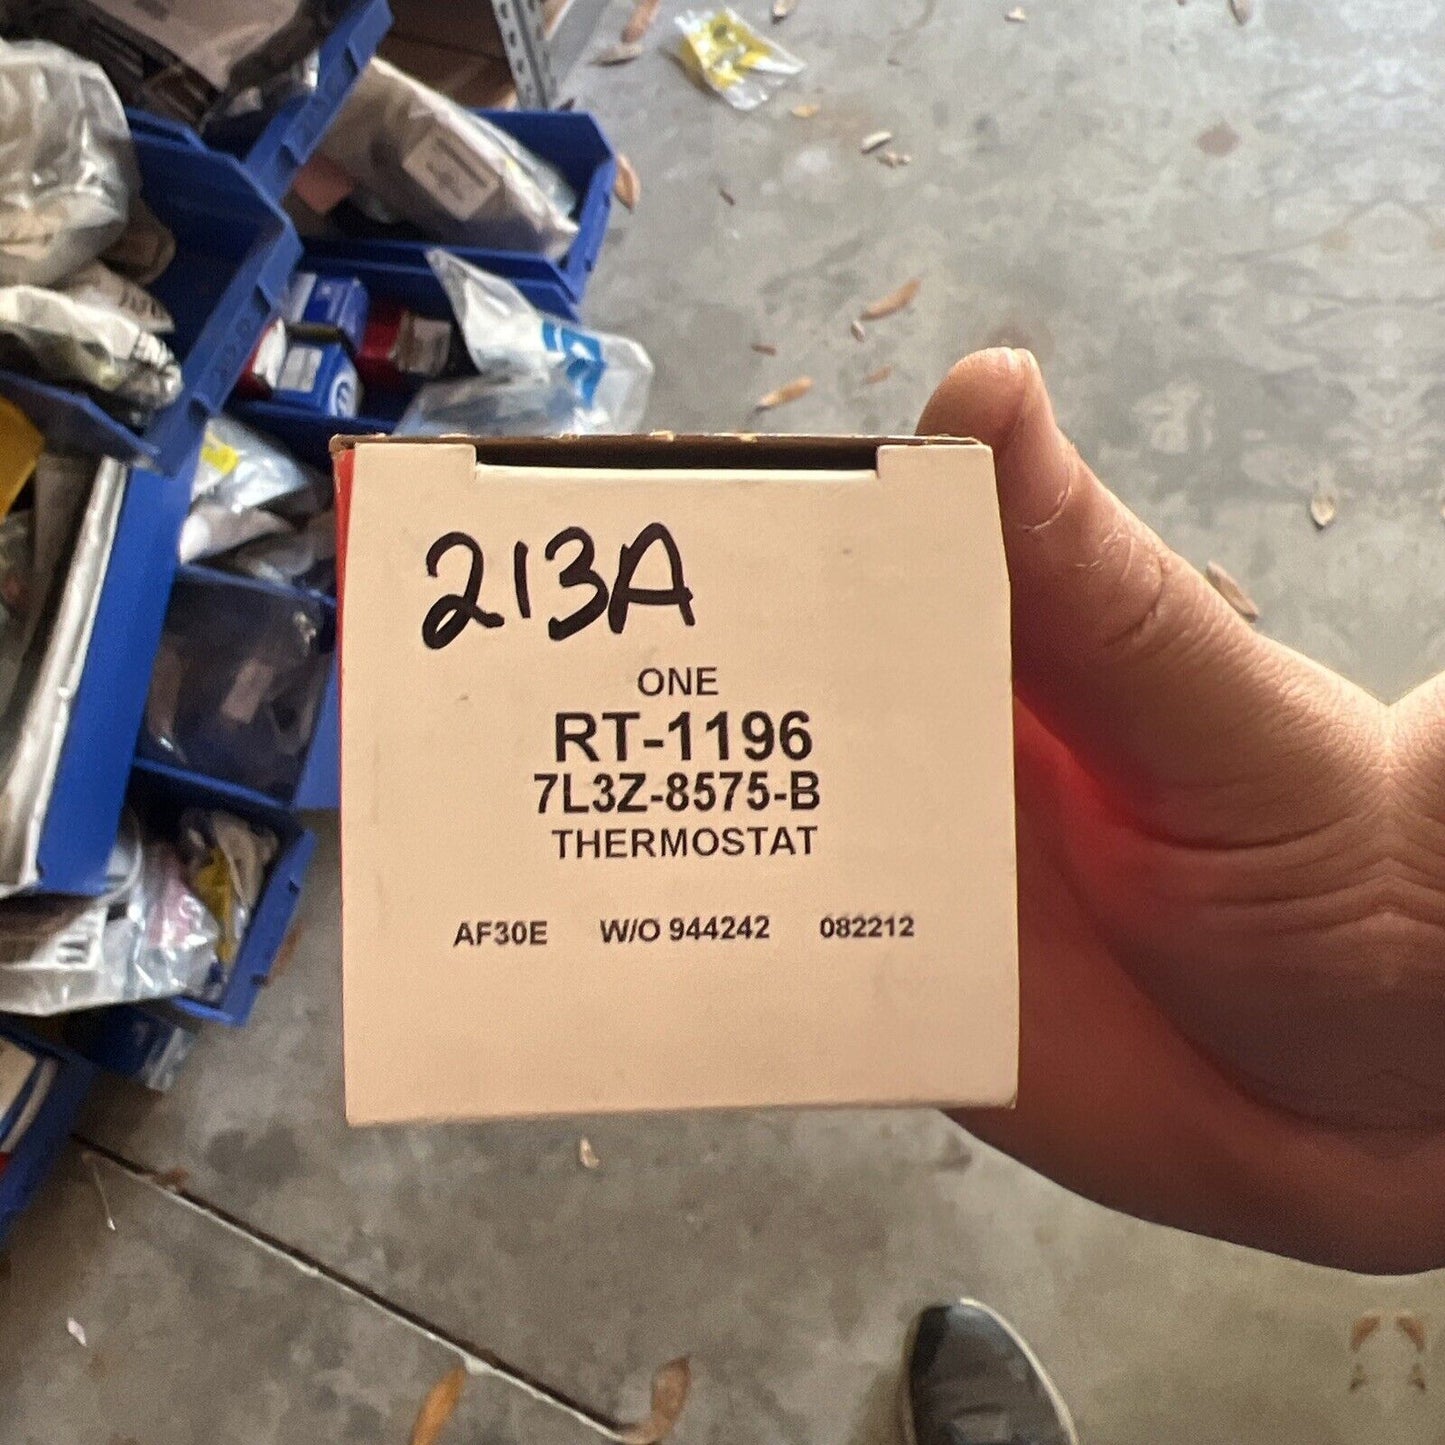 213A
ONE
RT-1196
7L3Z-8575-B
THERMOSTAT
AF30E W/O 944242 082212